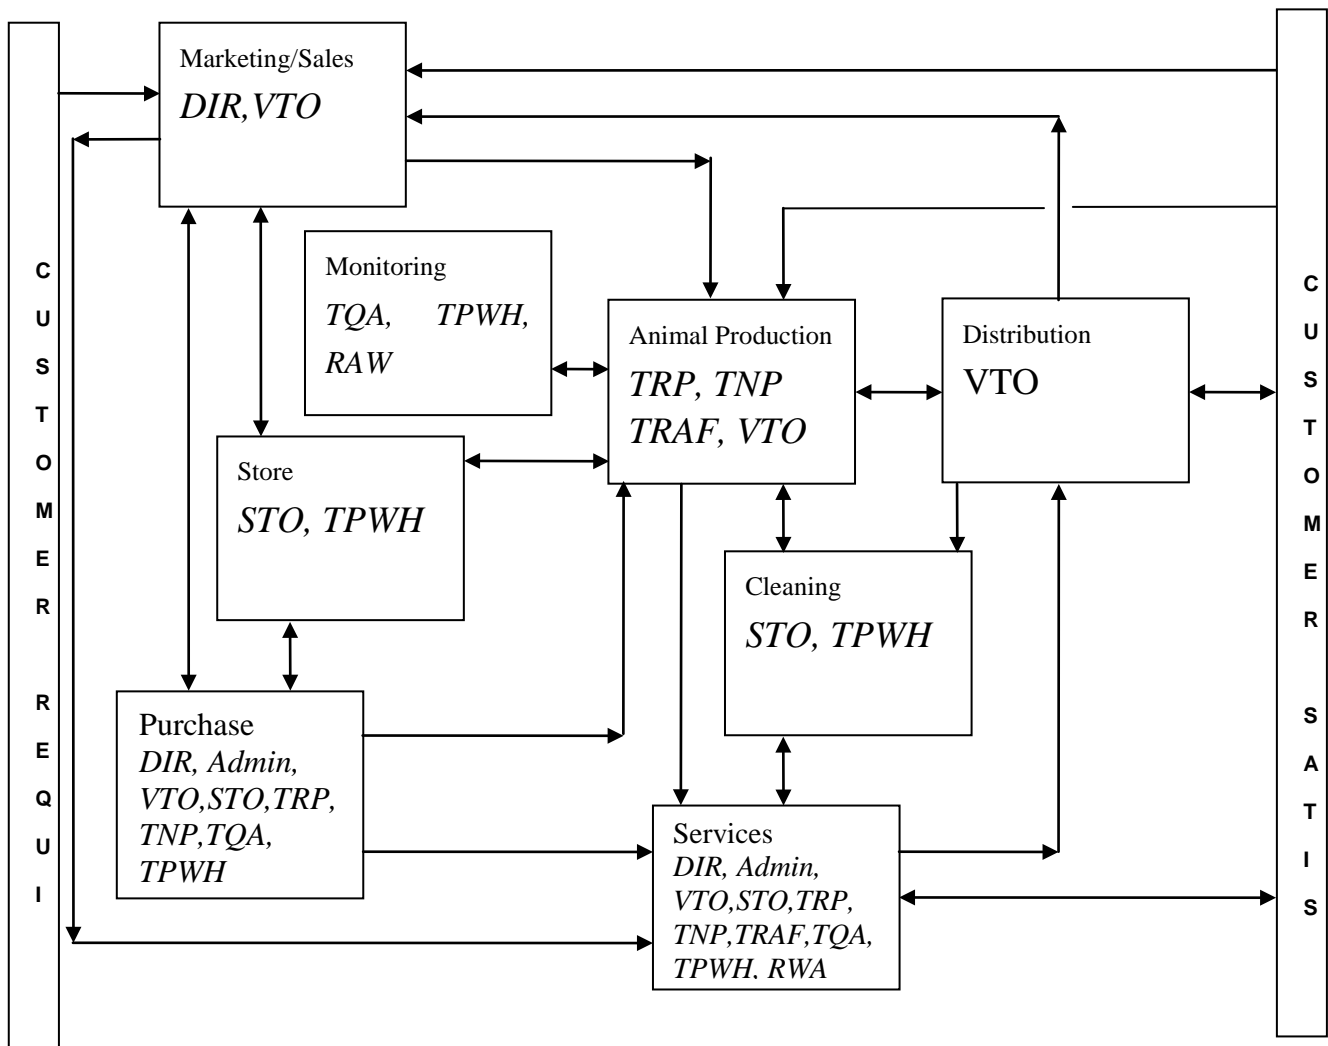 Marketing/Sales
DIR,VTO
Monitoring
TQA, TPWH,
RAW
Animal Production
TRP, TNP
TRAF, VTO
Distribution
VTO
Store
STO, TPWH
Cleaning
STO, TPWH
Purchase
DIR, Admin,
VTO,STO,TRP,
TNP,TQA,
TPWH
Services
DIR, Admin,
VTO,STO,TRP,
TNP,TRAF,TQA,
TPWH, RWA
C
U
S
T
O
M
E
R
R
E
Q
U
I
C
U
S
T
O
M
E
R
S
A
T
I
S